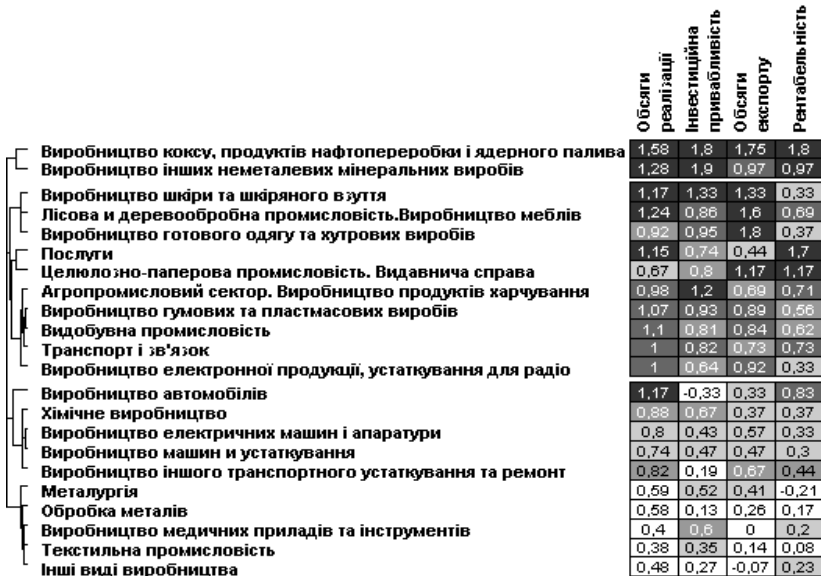 Обсяги реалізації
Інвестиційна привабливість
Обсяги експорту
Рентабельність
Виробництво коксу, продуктів нафтопереробки і ядерного палива 1,58 1,8 1,75 1,8
Виробництво інших неметалевих мінеральних виробів 1,28 1,9 0,97 0,97
Виробництво шкіри та шкіряного взуття 1,17 1,33 1,33 0,33
Лісова и деревообробна промисловість.Виробництво меблів 1,24 0,86 1,6 0,69
Виробництво готового одягу та хутрових виробів 0,92 0,95 1,8 0,37
Послуги 1,15 0,74 0,44 1,7
Целюлозно-паперова промисловість. Видавнича справа 0,67 0,8 1,17 1,17
Агропромисловий сектор. Виробництво продуктів харчування 0,98 1,2 0,69 0,71
Виробництво гумових та пластмасових виробів 1,07 0,93 0,89 0,56
Видобувна промисловість 1,1 0,81 0,84 0,62
Транспорт і зв'язок 1 0,82 0,73 0,73
Виробництво електронної продукції, устаткування для радіо 1 0,64 0,92 0,33
Виробництво автомобілів 1,17 -0,33 0,33 0,83
Хімічне виробництво 0,88 0,67 0,37 0,37
Виробництво електричних машин і апаратури 0,8 0,43 0,57 0,33
Виробництво машин и устаткування 0,74 0,47 0,47 0,3
Виробництво іншого транспортного устаткування та ремонт 0,82 0,19 0,67 0,44
Металургія 0,59 0,52 0,41 -0,21
Обробка металів 0,58 0,13 0,26 0,17
Виробництво медичних приладів та інструментів 0,4 0,6 0 0,2
Текстильна промисловість 0,38 0,35 0,14 0,08
Інші виді виробництва 0,48 0,27 -0,07 0,23